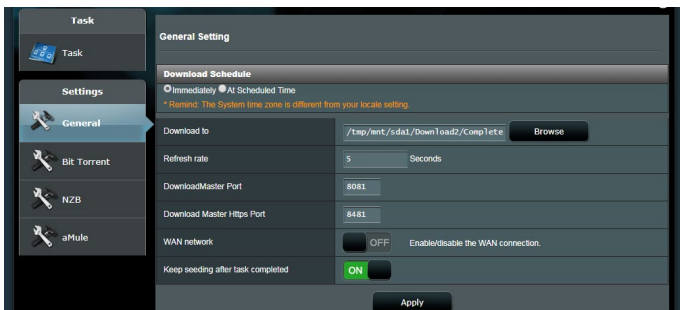 Task
Task
Settings
General
Bit Torrent
NZB
aMule
General Setting
Download Schedule
Immediately At Scheduled Time
* Remind: The System time zone is different from your locale setting.
Download to /tmp/mnt/sda1/Download2/Complete Browse
Refresh rate 5 Seconds
DownloadMaster Port 8081
Download Master Https Port 8481
WAN network OFF Enable/disable the WAN connection.
Keep seeding after task completed ON
Apply